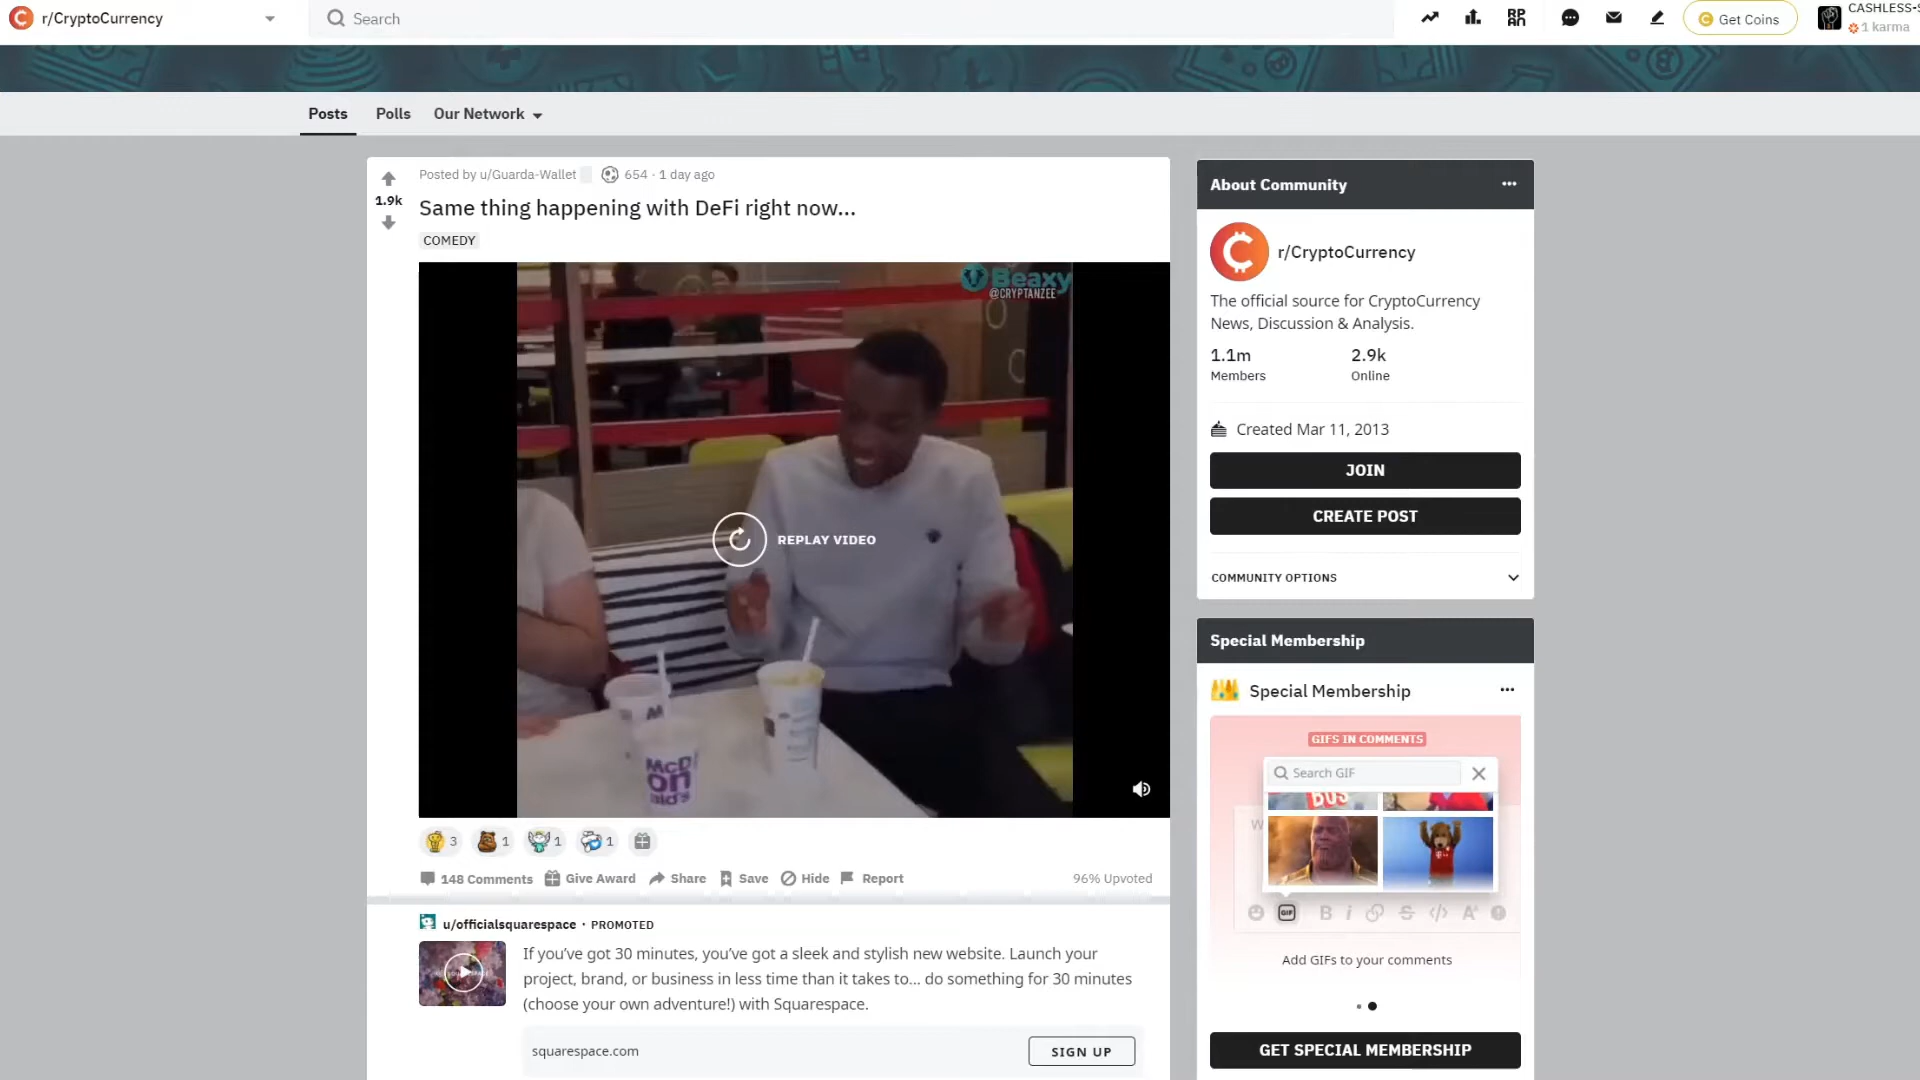 r/CryptoCurrency
Search
Get Coins
CASHLESS-S
1 karma
Posts
Polls
Our Network
Posted by u/Guarda-Wallet
654 · 1 day ago
1.9k
Same thing happening with DeFi right now...
COMEDY
Beaxy
@CRYPTANZEE
REPLAY VIDEO
McD
on
ald's
3
1
1
1
148 Comments
Give Award
Share
Save
Hide
Report
96% Upvoted
u/officialsquarespace · PROMOTED
If you've got 30 minutes, you've got a sleek and stylish new website. Launch your
project, brand, or business in less time than it takes to... do something for 30 minutes
(choose your own adventure!) with Squarespace.
squarespace.com
SIGN UP
About Community
r/CryptoCurrency
The official source for CryptoCurrency
News, Discussion & Analysis.
1.1m
2.9k
Members
Online
Created Mar 11, 2013
JOIN
CREATE POST
COMMUNITY OPTIONS
Special Membership
Special Membership
GIFS IN COMMENTS
Search GIF
BUS
GIF
B i S </> A
Add GIFs to your comments
GET SPECIAL MEMBERSHIP